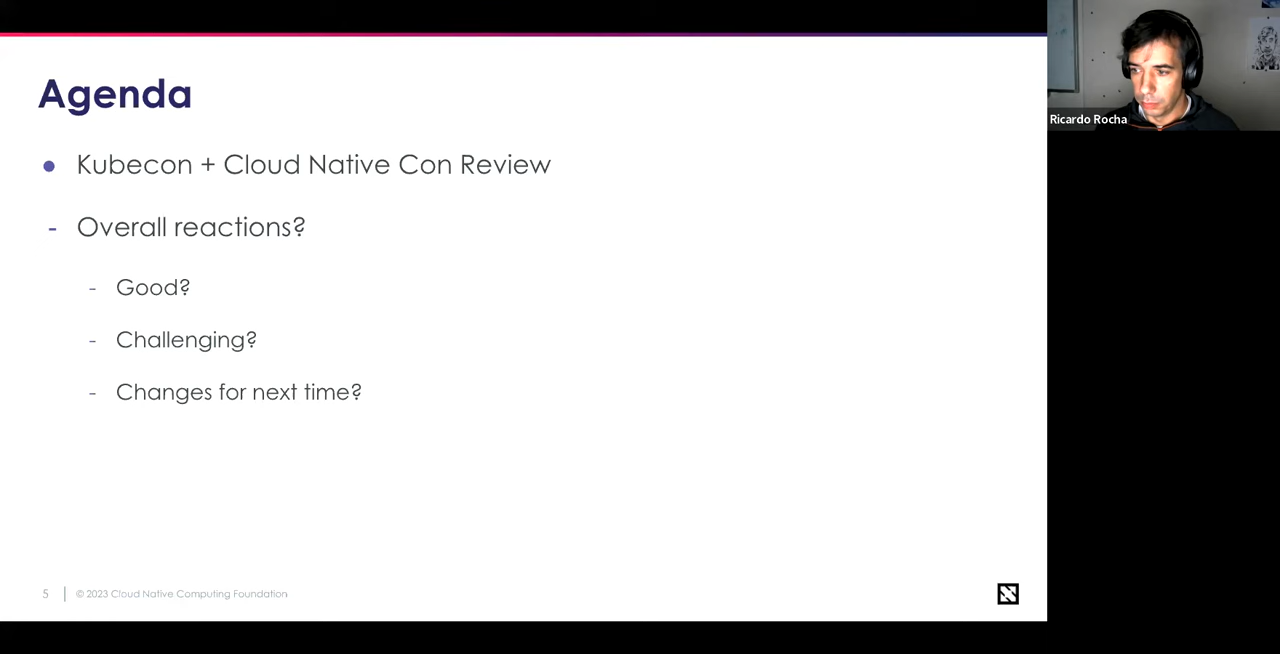 Agenda
● Kubecon + Cloud Native Con Review
- Overall reactions?
- Good?
- Challenging?
- Changes for next time?
5 | © 2023 Cloud Native Computing Foundation
Ricardo Rocha